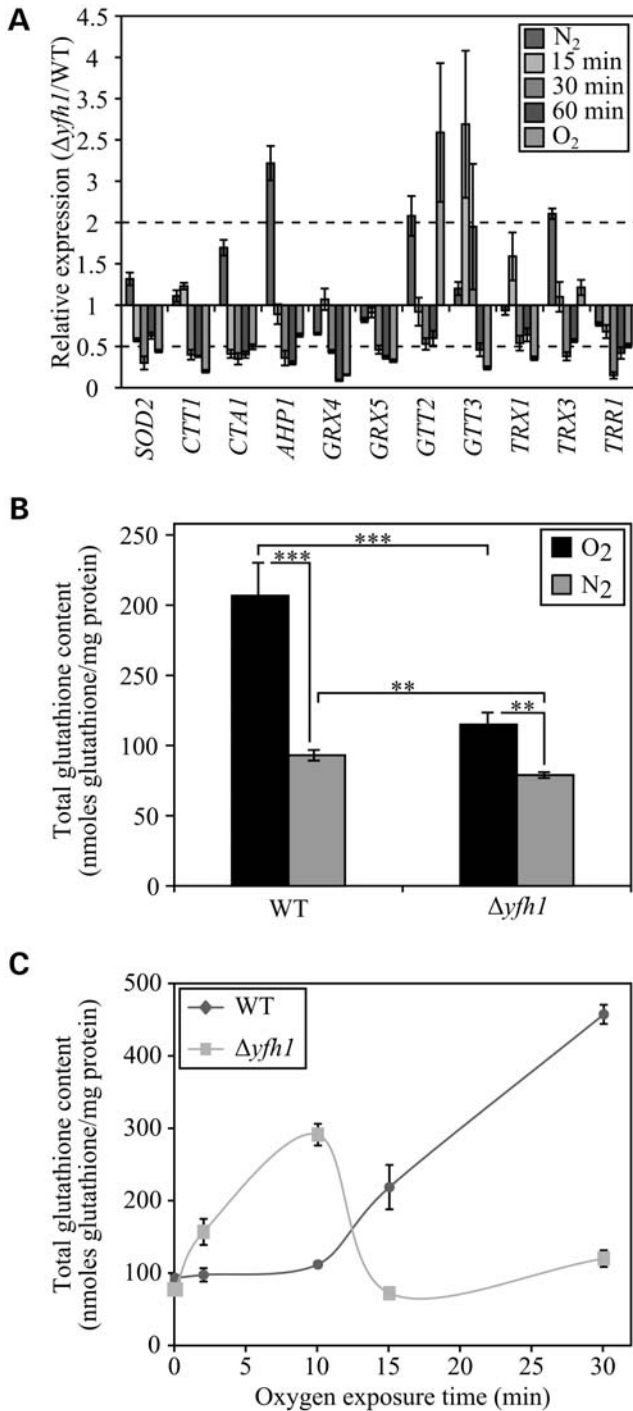 A
Relative expression (Δyfh1/WT)
4.5
4
3.5
2.5
3
2
1.5
1
0.5
0
N2
15 min
30 min
60 min
O2
SOD2
CTT1
CTA1
AHP1
GRX4
GRX5
GTT2
GTT3
TRX1
TRX3
TRR1
B
Total glutathione content
(nmoles glutathione/mg protein)
250
200
250
100
50
0
***
***
**
**
O2
N2
WT
Δyfh1
C
Total glutathione content
(nmoles glutathione/mg protein)
500
400
300
200
100
0
WT
Δyfh1
0
5
10
15
20
25
30
Oxygen exposure time (min)